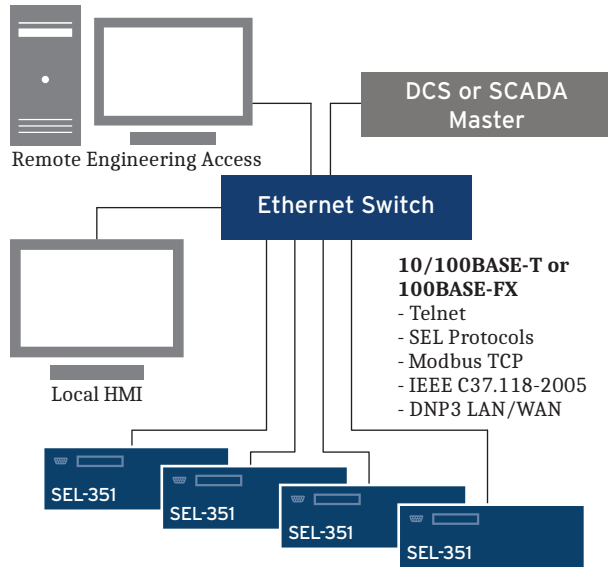 DCS or SCADA
Master
Remote Engineering Access
Ethernet Switch
10/100BASE-T or
100BASE-FX
- Telnet
- SEL Protocols
- Modbus TCP
- IEEE C37.118-2005
- DNP3 LAN/WAN
Local HMI
SEL-351
SEL-351
SEL-351
SEL-351